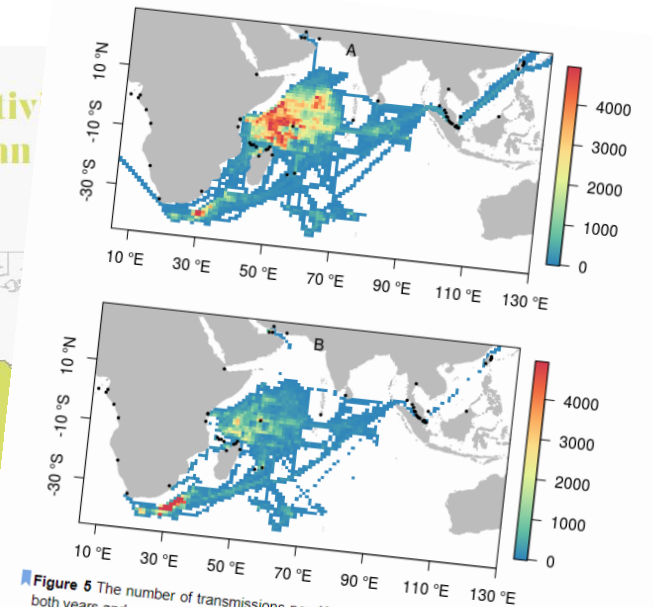 A
10 °N
-10 °S
-30 °S
4000
3000
2000
1000
0
10 °E
30 °E
50 °E
70 °E
90 °E
110 °E
130 °E
B
10 °N
-10 °S
-30 °S
4000
3000
2000
1000
0
10 °E
30 °E
50 °E
70 °E
90 °E
110 °E
130 °E
Figure 5 The number of transmissions
both years and